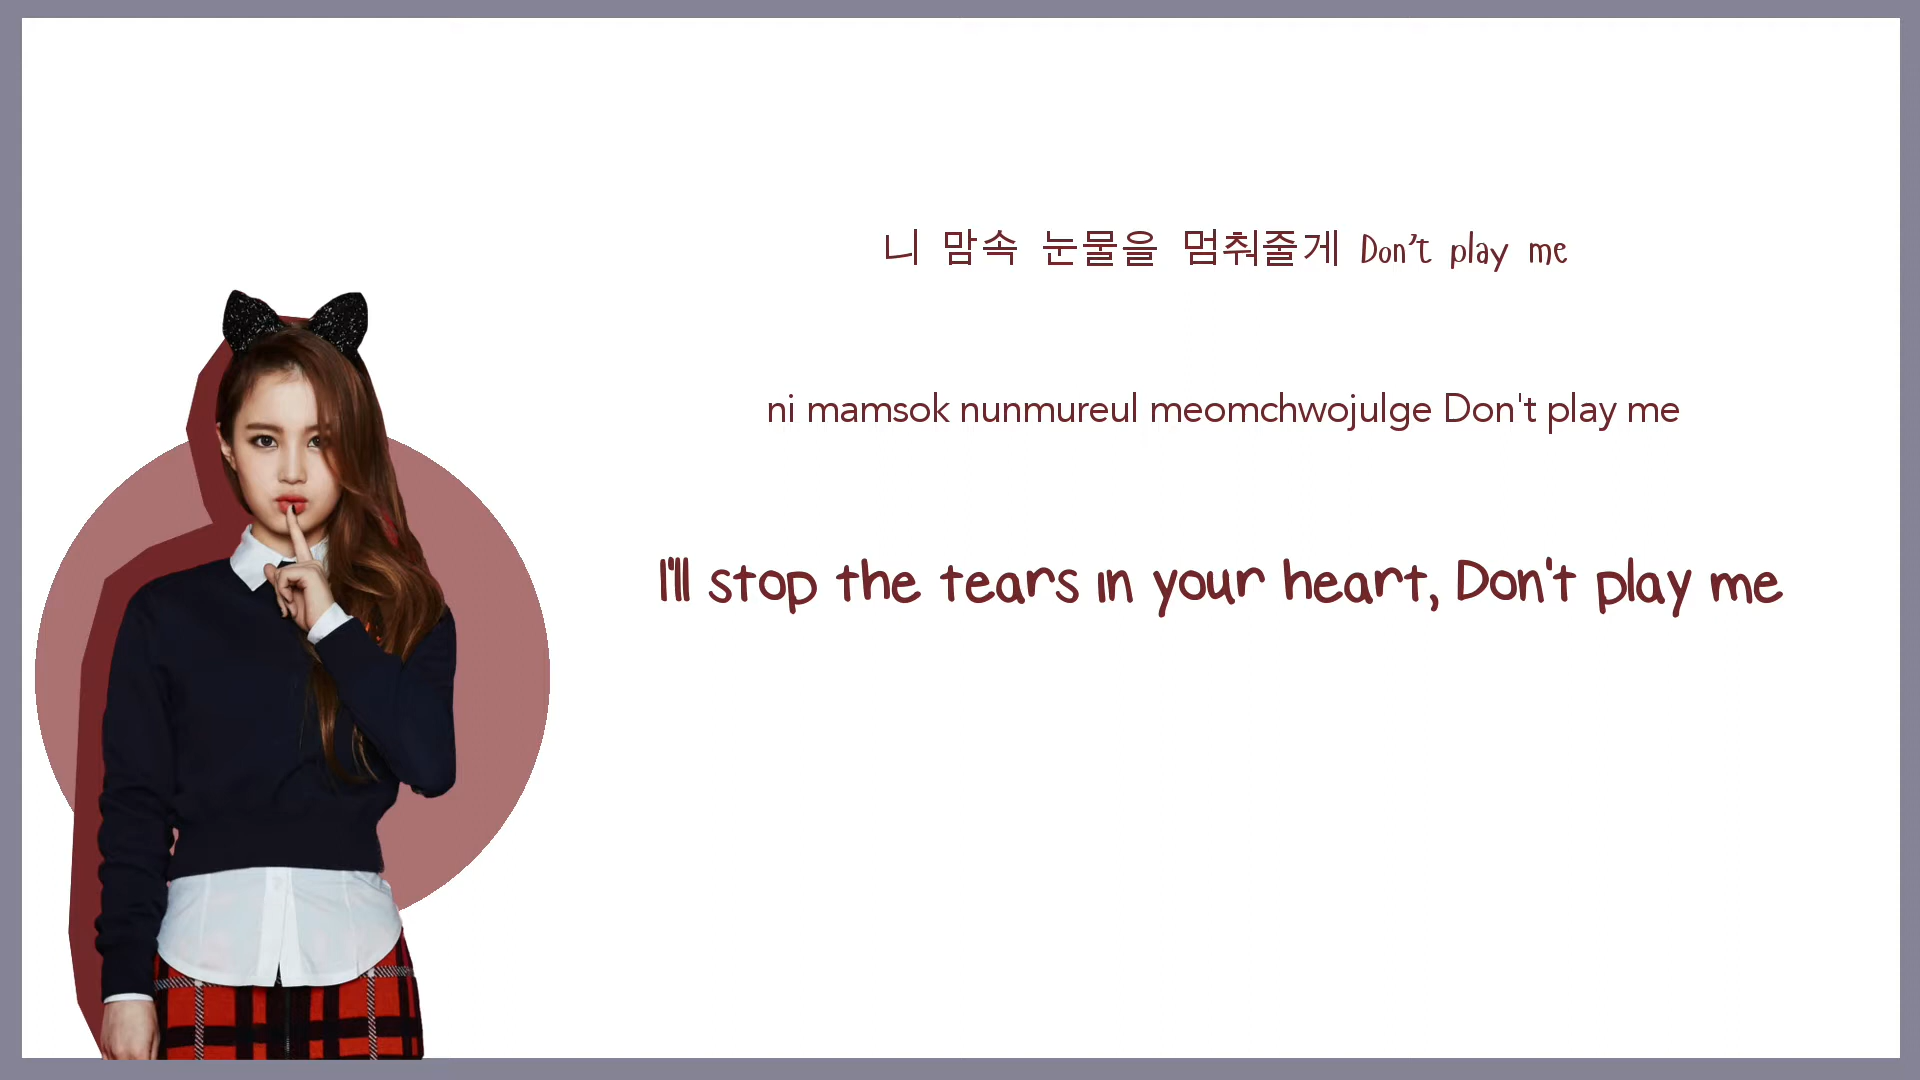 니 맘속 눈물을 멈춰줄게 Don’t play me
ni mamsok nunmureul meomchwojulge Don't play me
I'll stop the tears in your heart, Don't play me